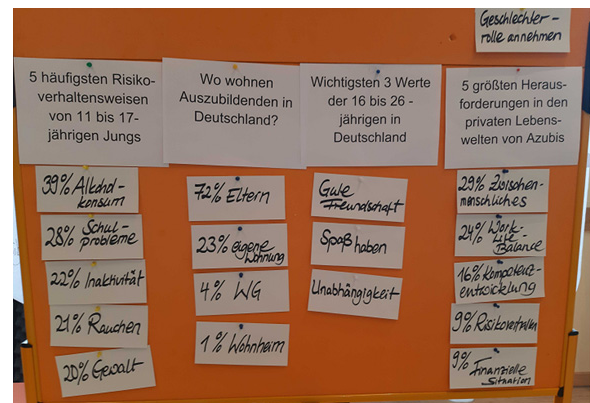 Geschlechter-
rolle annehmen
5 häufigsten Risiko-
verhaltensweisen
von 11 bis 17-
jährigen Jungs
39% Alkohol-
konsum
28% Schul-
probleme
22% Inaktivität
21% Rauchen
20% Gewalt
Wo wohnen
Auszubildenden in
Deutschland?
72% Eltern
23% eigene
Wohnung
4% WG
1% Wohnheim
Wichtigsten 3 Werte
der 16 bis 26 -
jährigen in
Deutschland
Gute
Freundschaft
Spaß haben
Unabhängigkeit
5 größten Heraus-
forderungen in den
privaten Lebens-
welten von Azubis
29% Zwischen-
menschliches
24% Work-
Life
Balance
16% Kompetenz-
entwicklung
9% Risikoverhalten
9% Finanzielle
Situation